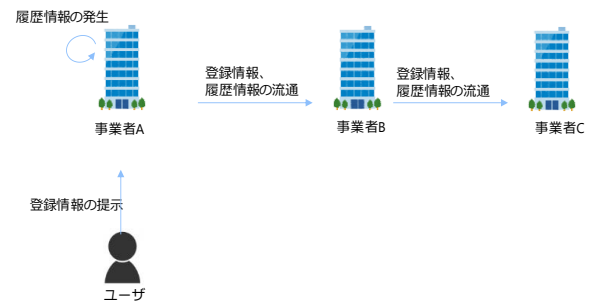 履歴情報の発生
登録情報、
履歴情報の流通
登録情報、
履歴情報の流通
事業者A
事業者B
事業者C
登録情報の提示
ユーザ